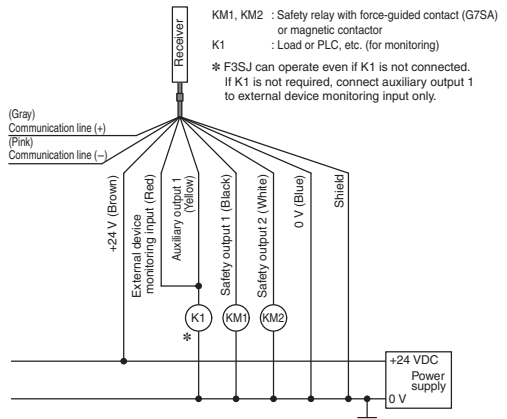 Receiver
KM1, KM2 : Safety relay with force-guided contact (G7SA)
or magnetic contactor
K1 : Load or PLC, etc. (for monitoring)
* F3SJ can operate even if K1 is not connected.
If K1 is not required, connect auxiliary output 1
to external device monitoring input only.
(Gray)
Communication line (+)
(Pink)
Communication line (−)
+24 V (Brown)
External device
monitoring input (Red)
Auxiliary output 1
(Yellow)
Safety output 1 (Black)
Safety output 2 (White)
0 V (Blue)
Shield
K1
KM1
KM2
*
+24 VDC
Power
supply
0 V